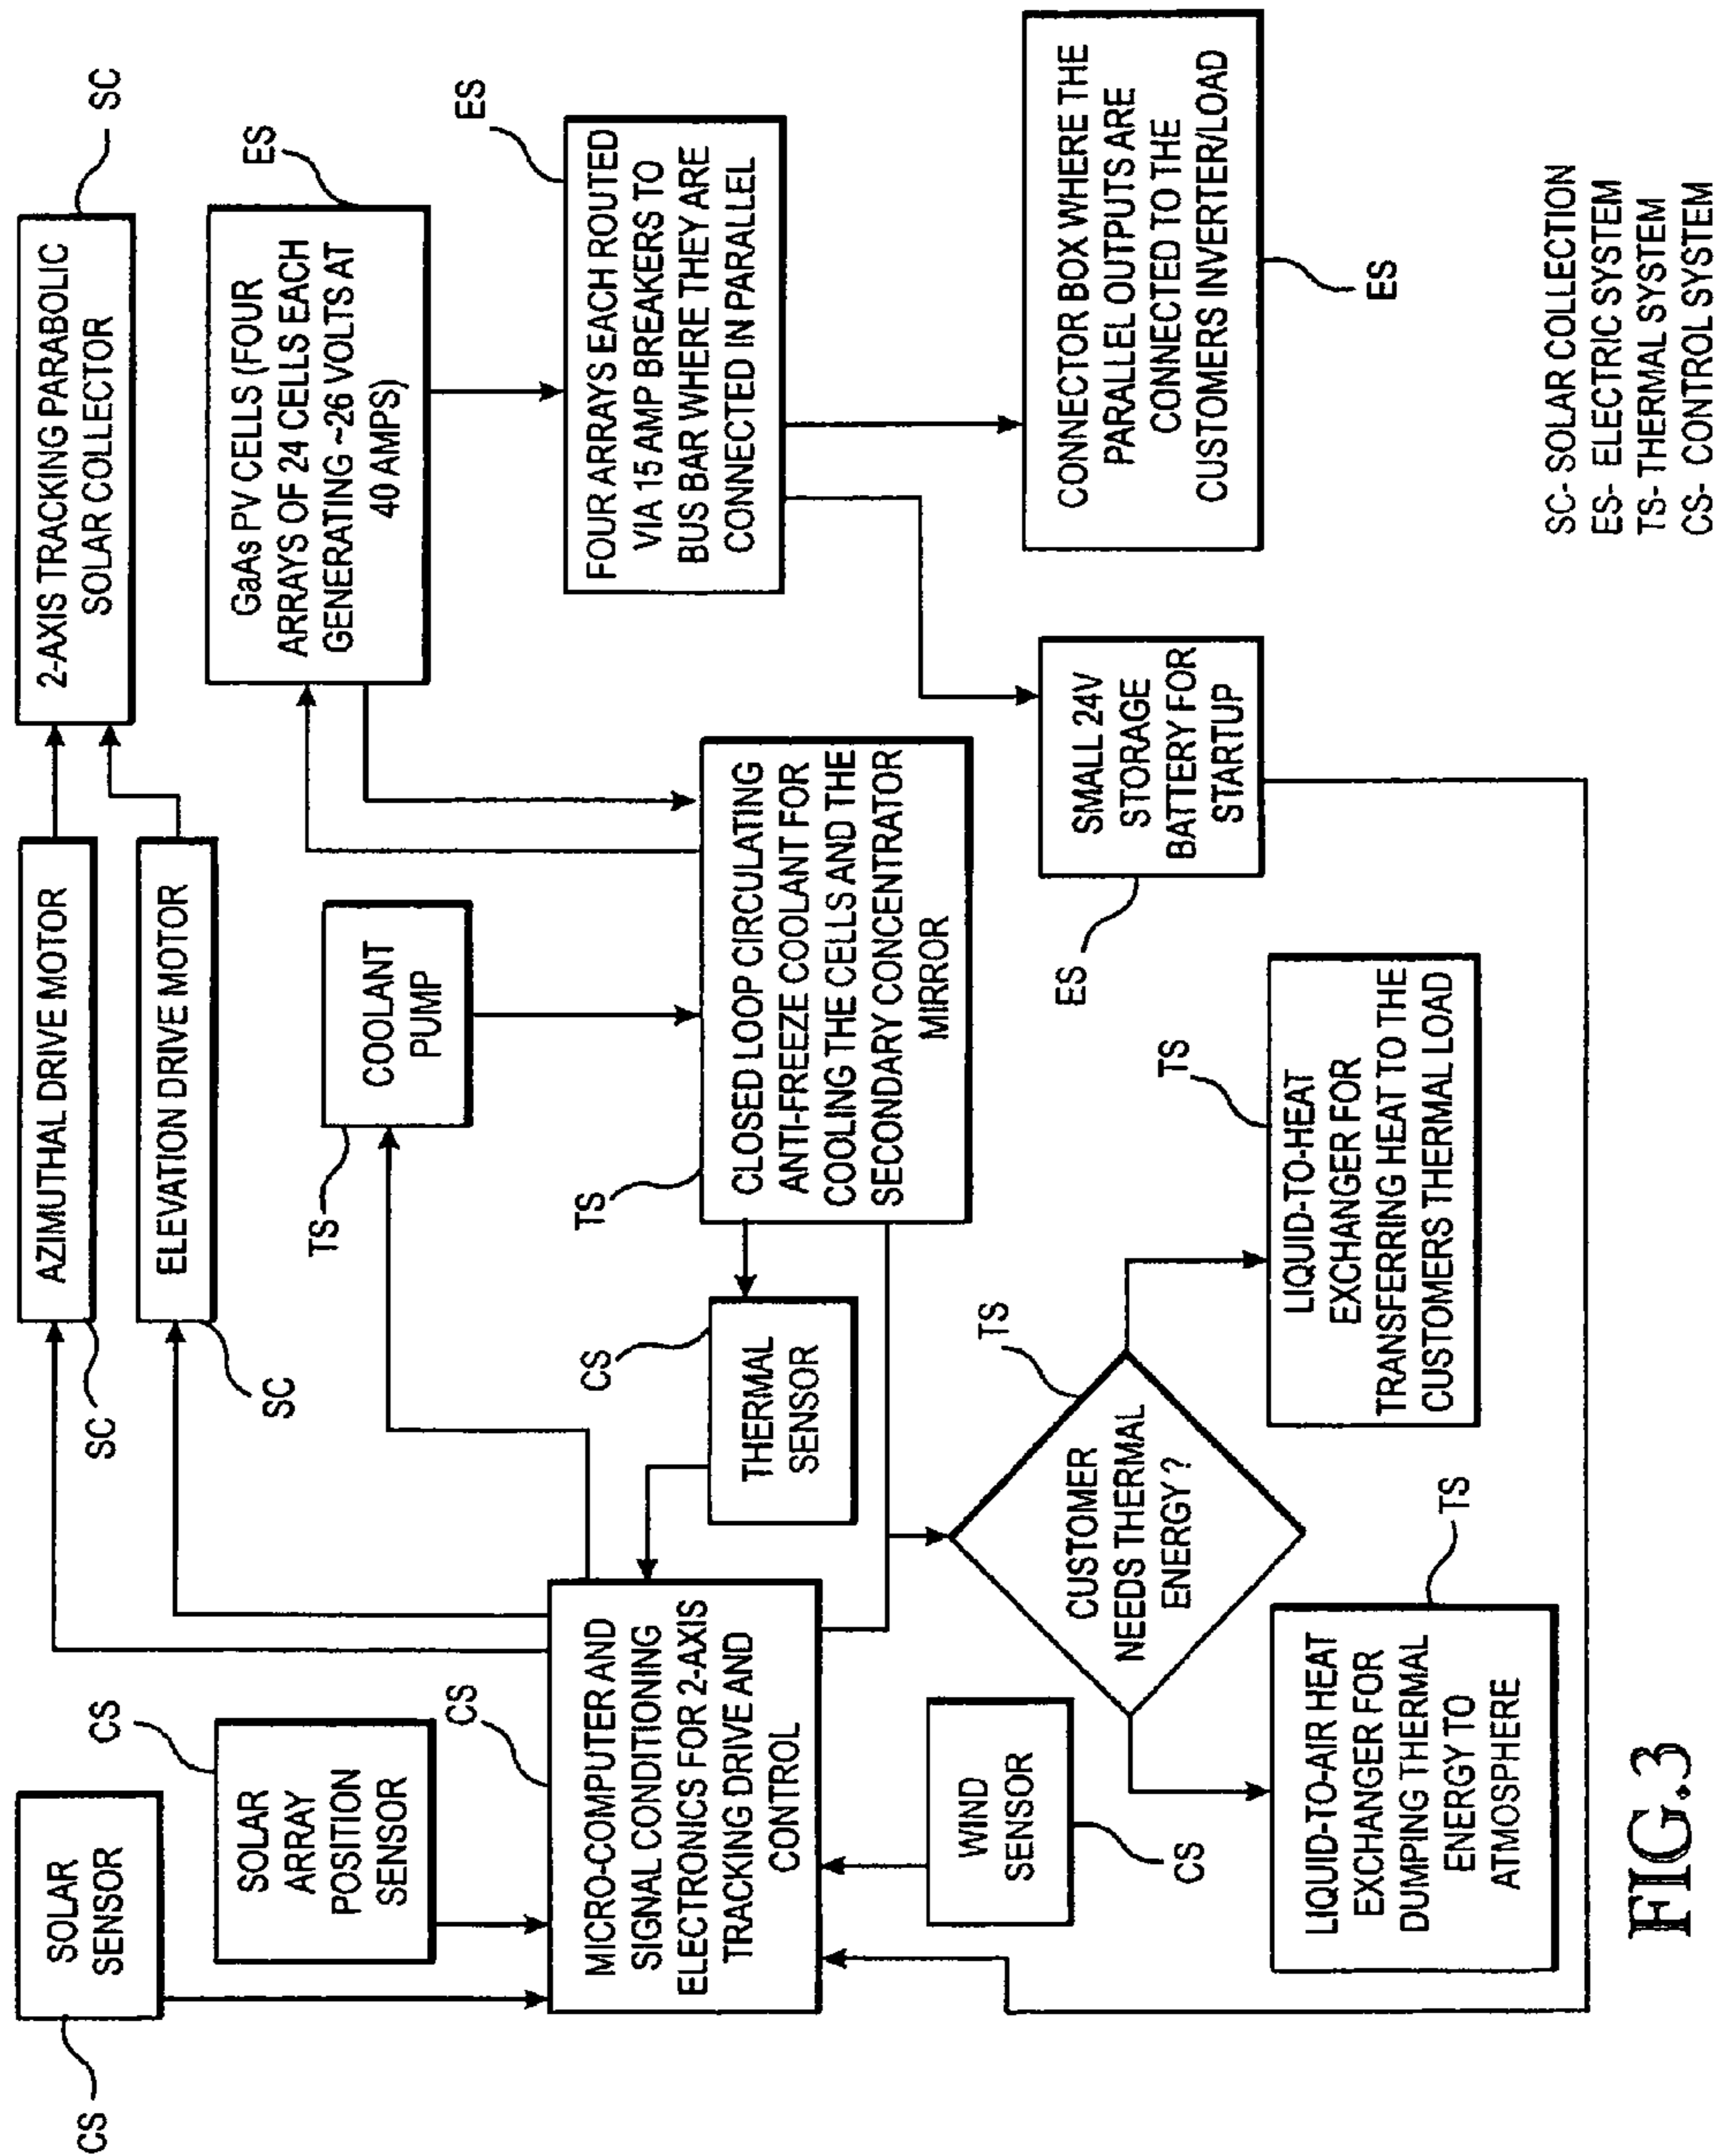 CS
SOLAR
SENSOR
CS
SOLAR
ARRAY
POSITION
SENSOR
CS
MICRO-COMPUTER AND
SIGNAL CONDITIONING
ELECTRONICS FOR 2-AXIS
TRACKING DRIVE AND
CONTROL
WIND
SENSOR
CS
AZIMUTHAL DRIVE MOTOR
SC
ELEVATION DRIVE MOTOR
SC
2-AXIS TRACKING PARABOLIC
SOLAR COLLECTOR
SC
COOLANT
PUMP
TS
THERMAL
SENSOR
CS
CLOSED LOOP CIRCULATING
ANTI-FREEZE COOLANT FOR
COOLING THE CELLS AND THE
SECONDARY CONCENTRATOR
MIRROR
TS
GaAs PV CELLS (FOUR
ARRAYS OF 24 CELLS EACH
GENERATING ~26 VOLTS AT
40 AMPS)
ES
FOUR ARRAYS EACH ROUTED
VIA 15 AMP BREAKERS TO
BUS BAR WHERE THEY ARE
CONNECTED IN PARALLEL
ES
CUSTOMER
NEEDS THERMAL
ENERGY?
TS
LIQUID-TO-AIR HEAT
EXCHANGER FOR
DUMPING THERMAL
ENERGY TO
ATMOSPHERE
TS
LIQUID-TO-HEAT
EXCHANGER FOR
TRANSFERRING HEAT TO THE
CUSTOMERS THERMAL LOAD
TS
SMALL 24V
STORAGE
BATTERY FOR
STARTUP
ES
CONNECTOR BOX WHERE THE
PARALLEL OUTPUTS ARE
CONNECTED TO THE
CUSTOMERS INVERTER/LOAD
ES
SC- SOLAR COLLECTION
ES- ELECTRIC SYSTEM
TS- THERMAL SYSTEM
CS- CONTROL SYSTEM
FIG.3